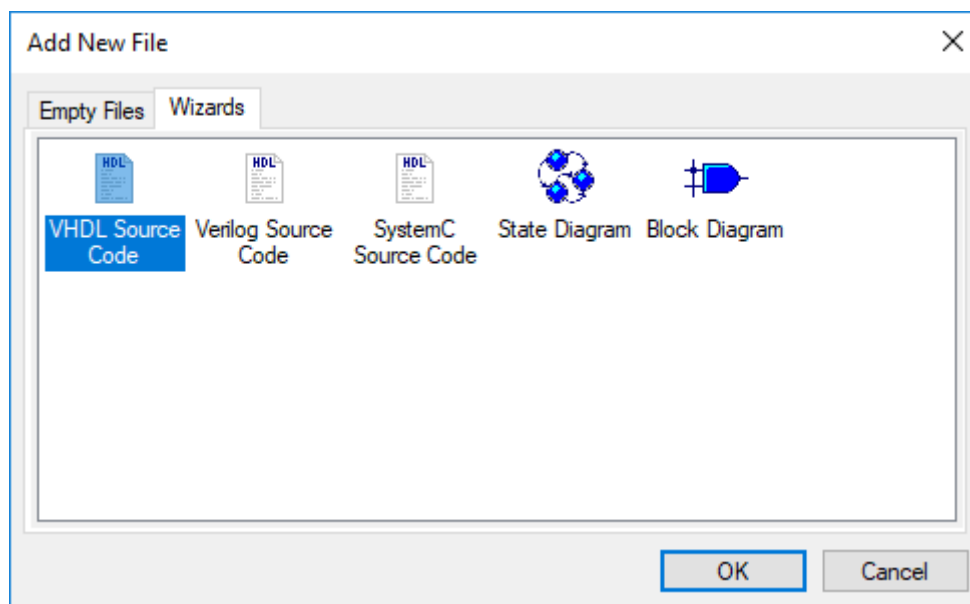 Add New File
Empty Files
Wizards
HDL
HDL
HDL
VHDL Source
Code
Verilog Source
Code
SystemC
Source Code
State Diagram
Block Diagram
OK
Cancel